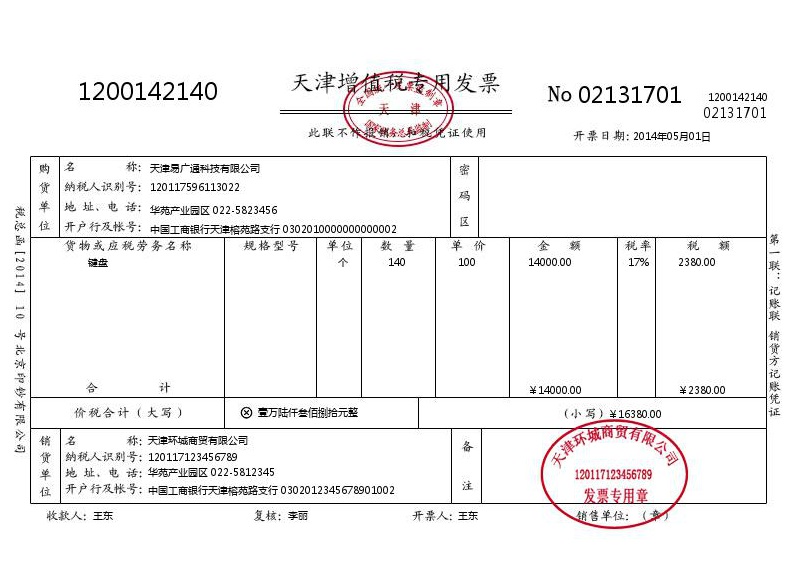 1200142140
天津增值税专用发票
No 02131701
1200142140
02131701
全国统一发票监制章
天 津
国家税务总局监制
此联不作报销、扣税凭证使用
开票日期: 2014年05月01日
购货单位
名 称: 天津易广通科技有限公司
纳税人识别号: 120117596113022
地 址、电 话: 华苑产业园区 022-5823456
开户行及帐号: 中国工商银行天津榕苑路支行 0302010000000000002
密码区
货物或应税劳务名称 规格型号 单位 数 量 单 价 金 额 税率 税 额
键盘 个 140 100 14000.00 17% 2380.00
合 计 ￥14000.00 ￥2380.00
价税合计（大写） ⊗ 壹万陆仟叁佰捌拾元整 （小写）￥16380.00
销货单位
名 称: 天津环城商贸有限公司
纳税人识别号: 120117123456789
地 址、电 话: 华苑产业园区 022-5812345
开户行及帐号: 中国工商银行天津榕苑路支行 0302012345678901002
备注
天津环城商贸有限公司
120117123456789
发票专用章
收款人: 王东 复核: 李丽 开票人: 王东 销售单位: （章）
税总函[2014] 10 号北京印钞有限公司
第一联: 记账联 销货方记账凭证